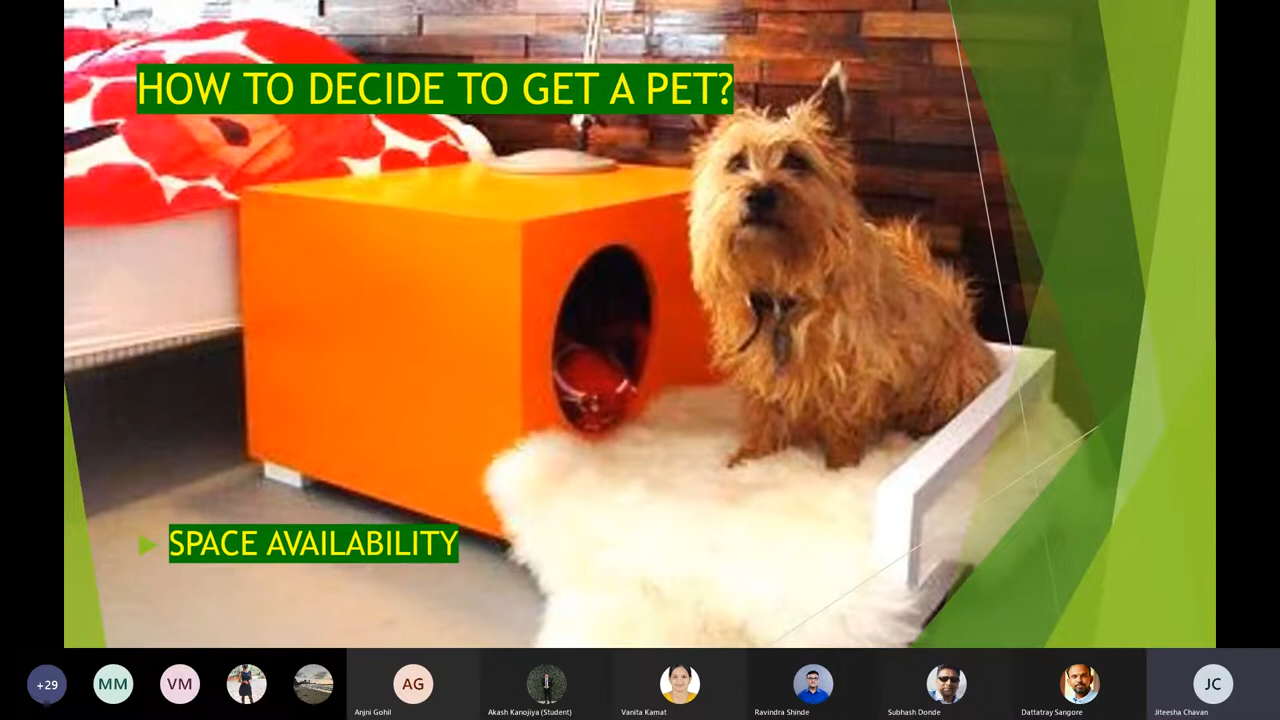 HOW TO DECIDE TO GET A PET?
SPACE AVAILABILITY
+29
MM
VM
AG
JC
Anjni Gohil
Akash Kanojiya (Student)
Vanita Kamat
Ravindra Shinde
Subhash Donde
Dattatray Sangore
Jiteesha Chavan